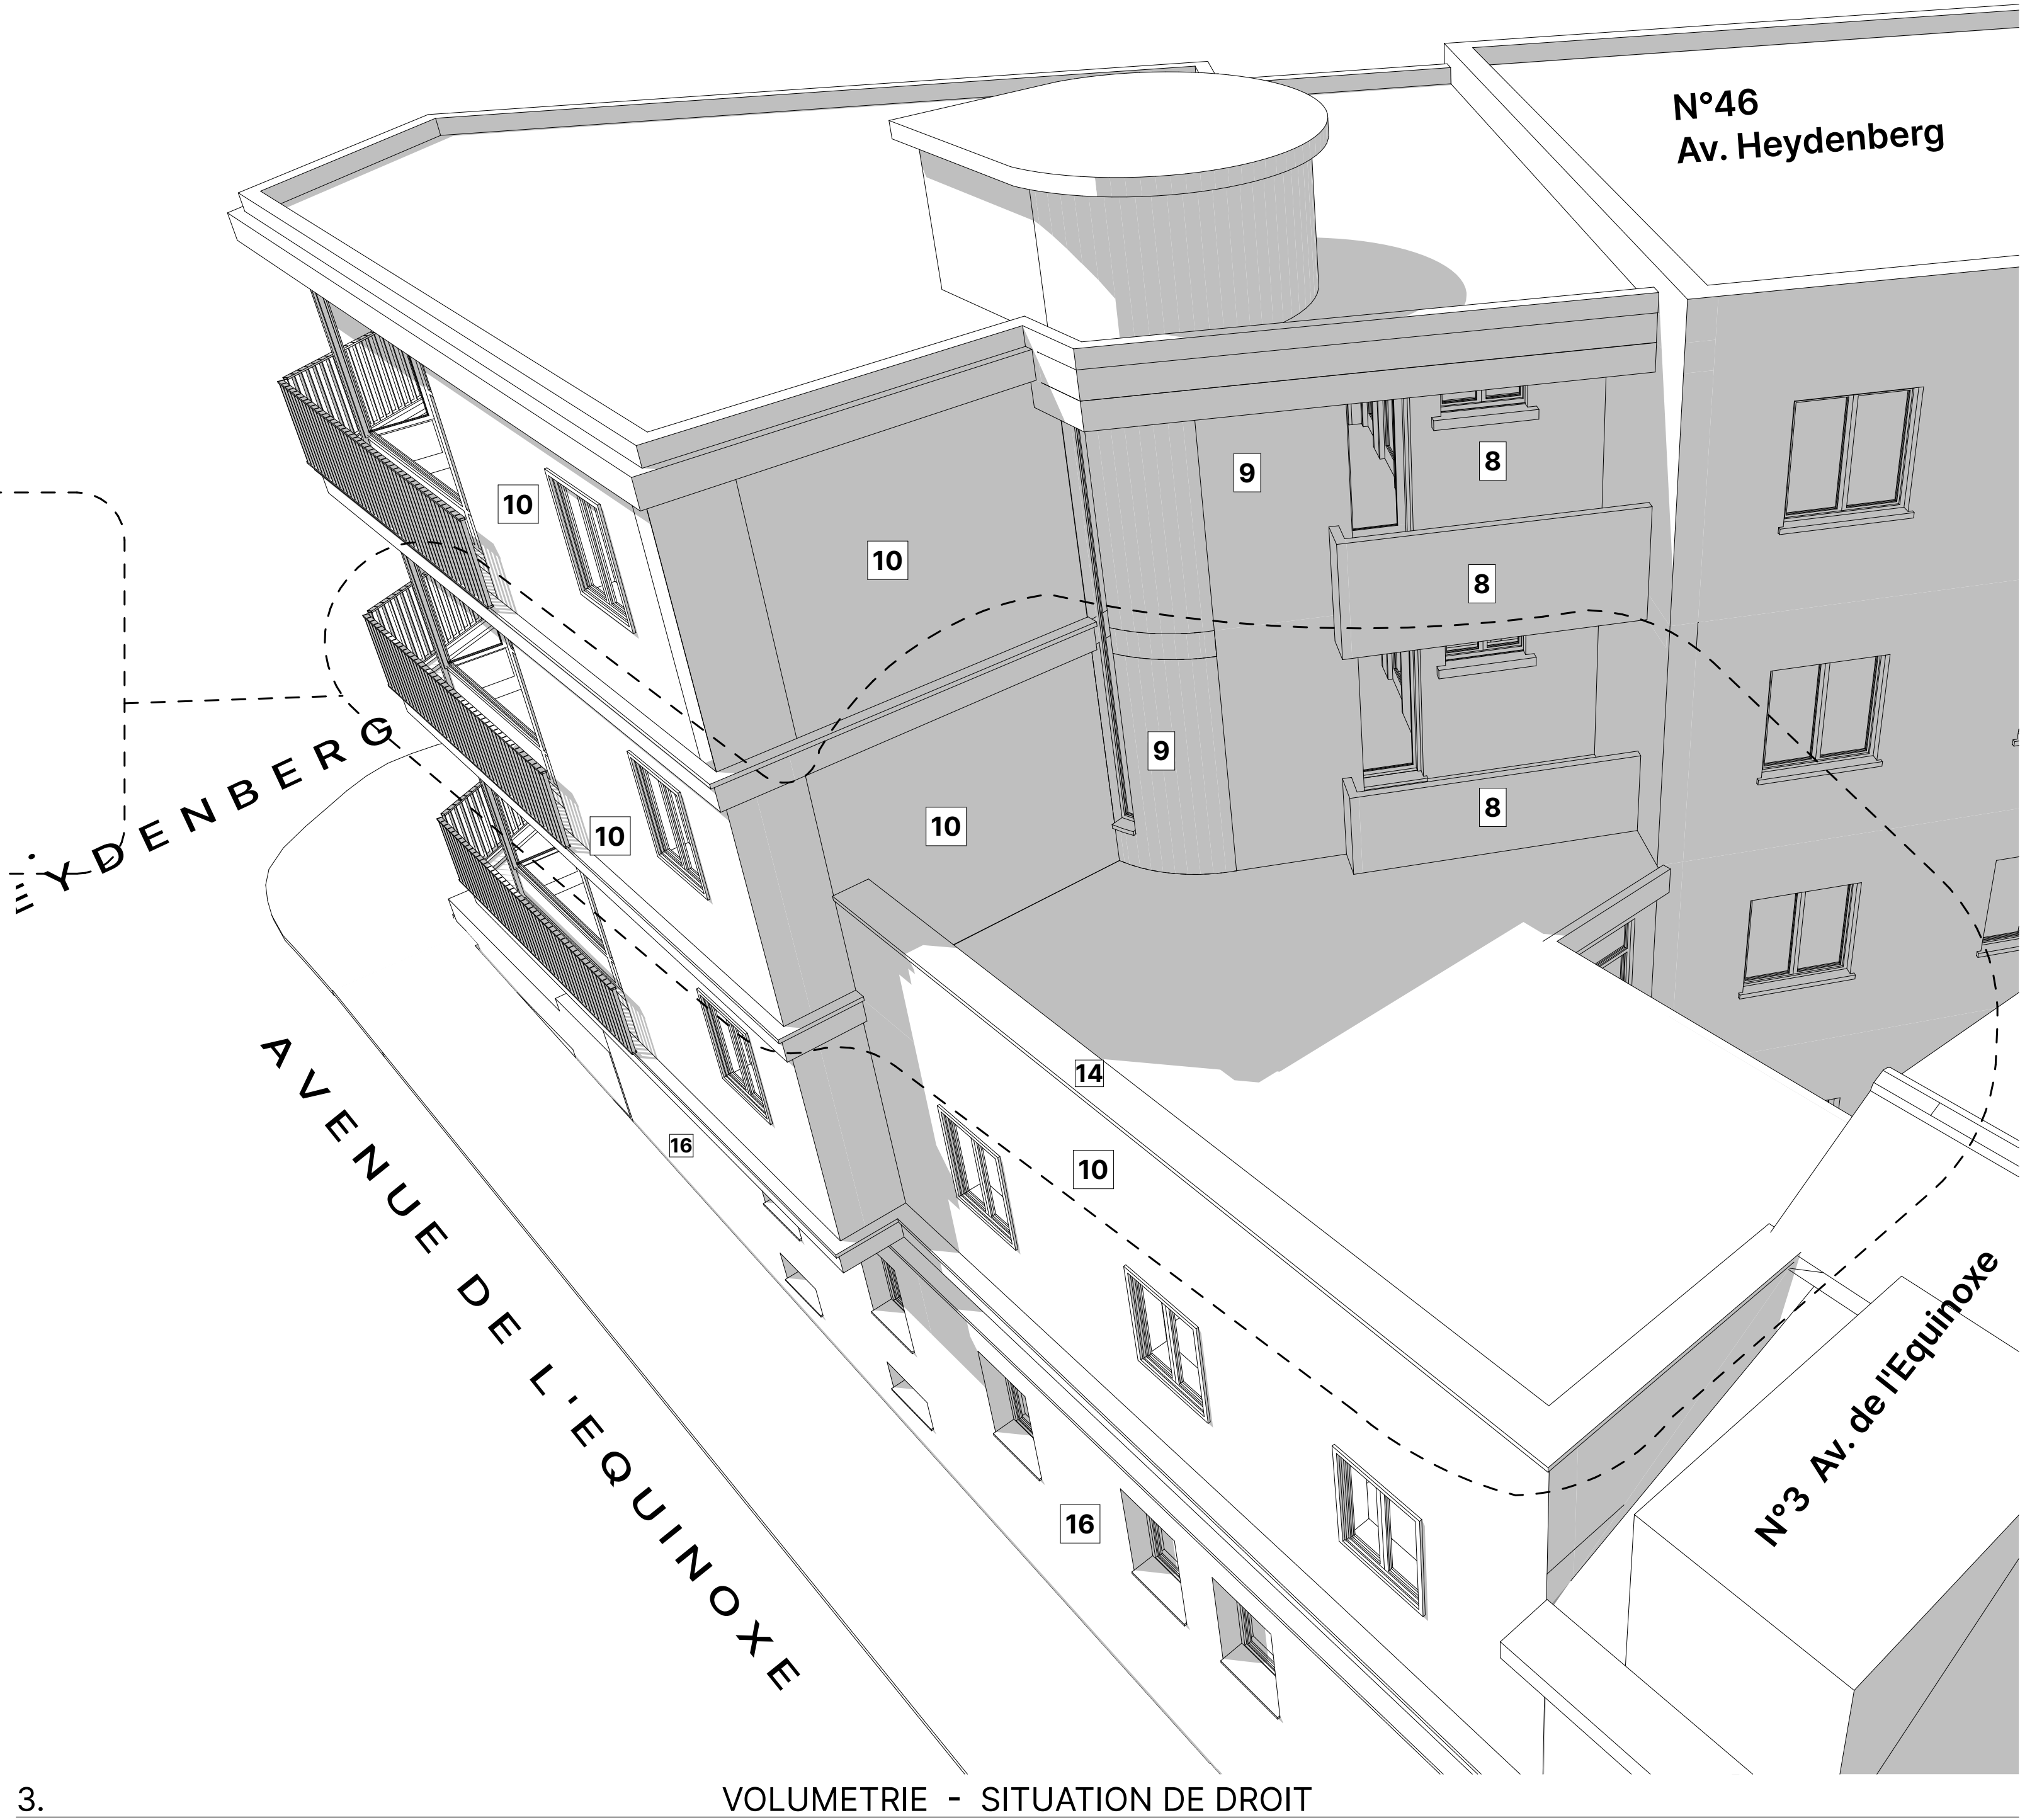 N°46
Av. Heydenberg
10
9
8
10
8
EYDENBERG
9
8
10
10
AVENUE DE L'EQUINOXE
14
16
10
16
N°3 Av. de l'Equinoxe
3.
VOLUMETRIE - SITUATION DE DROIT